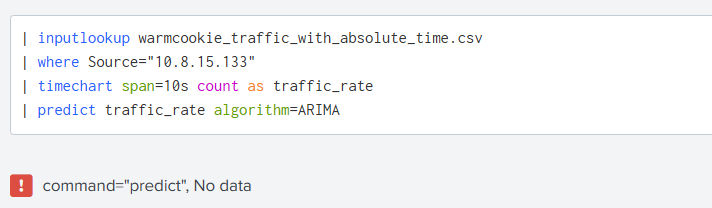 | inputlookup warmcookie_traffic_with_absolute_time.csv
| where Source="10.8.15.133"
| timechart span=10s count as traffic_rate
| predict traffic_rate algorithm=ARIMA
! command="predict", No data